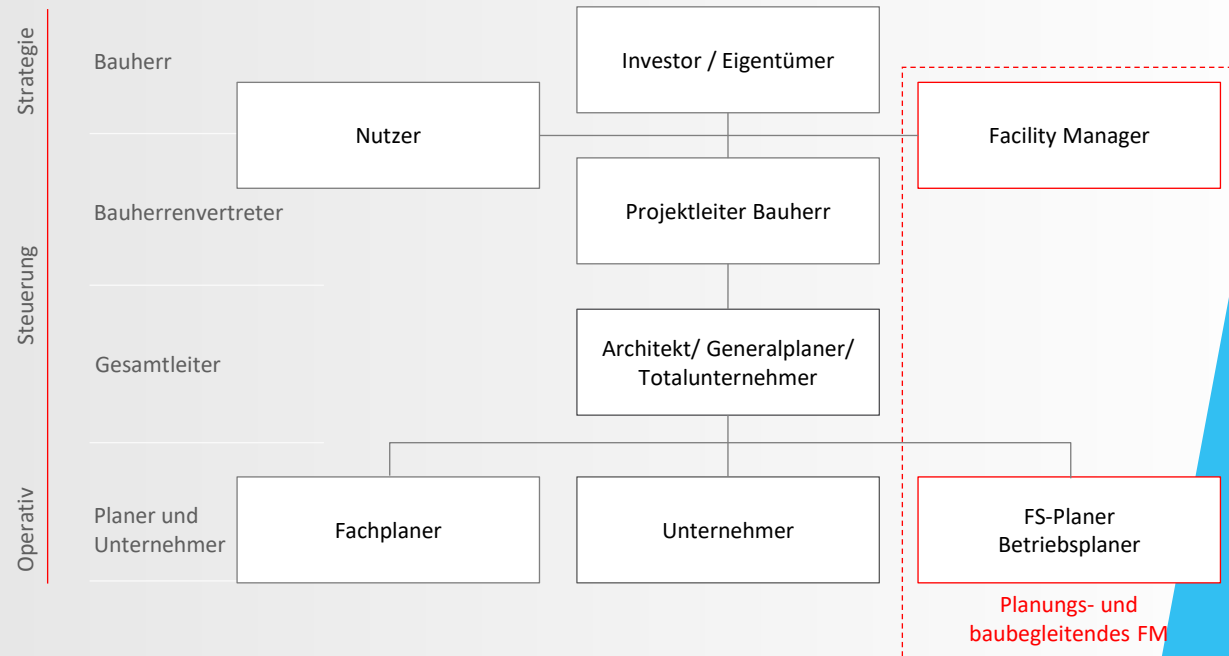 Strategie
Bauherr
Investor / Eigentümer
Nutzer
Facility Manager
Steuerung
Bauherrenvertreter
Projektleiter Bauherr
Gesamtleiter
Architekt/ Generalplaner/
Totalunternehmer
Operativ
Planer und
Unternehmer
Fachplaner
Unternehmer
FS-Planer
Betriebsplaner
Planungs- und
baubegleitendes FM